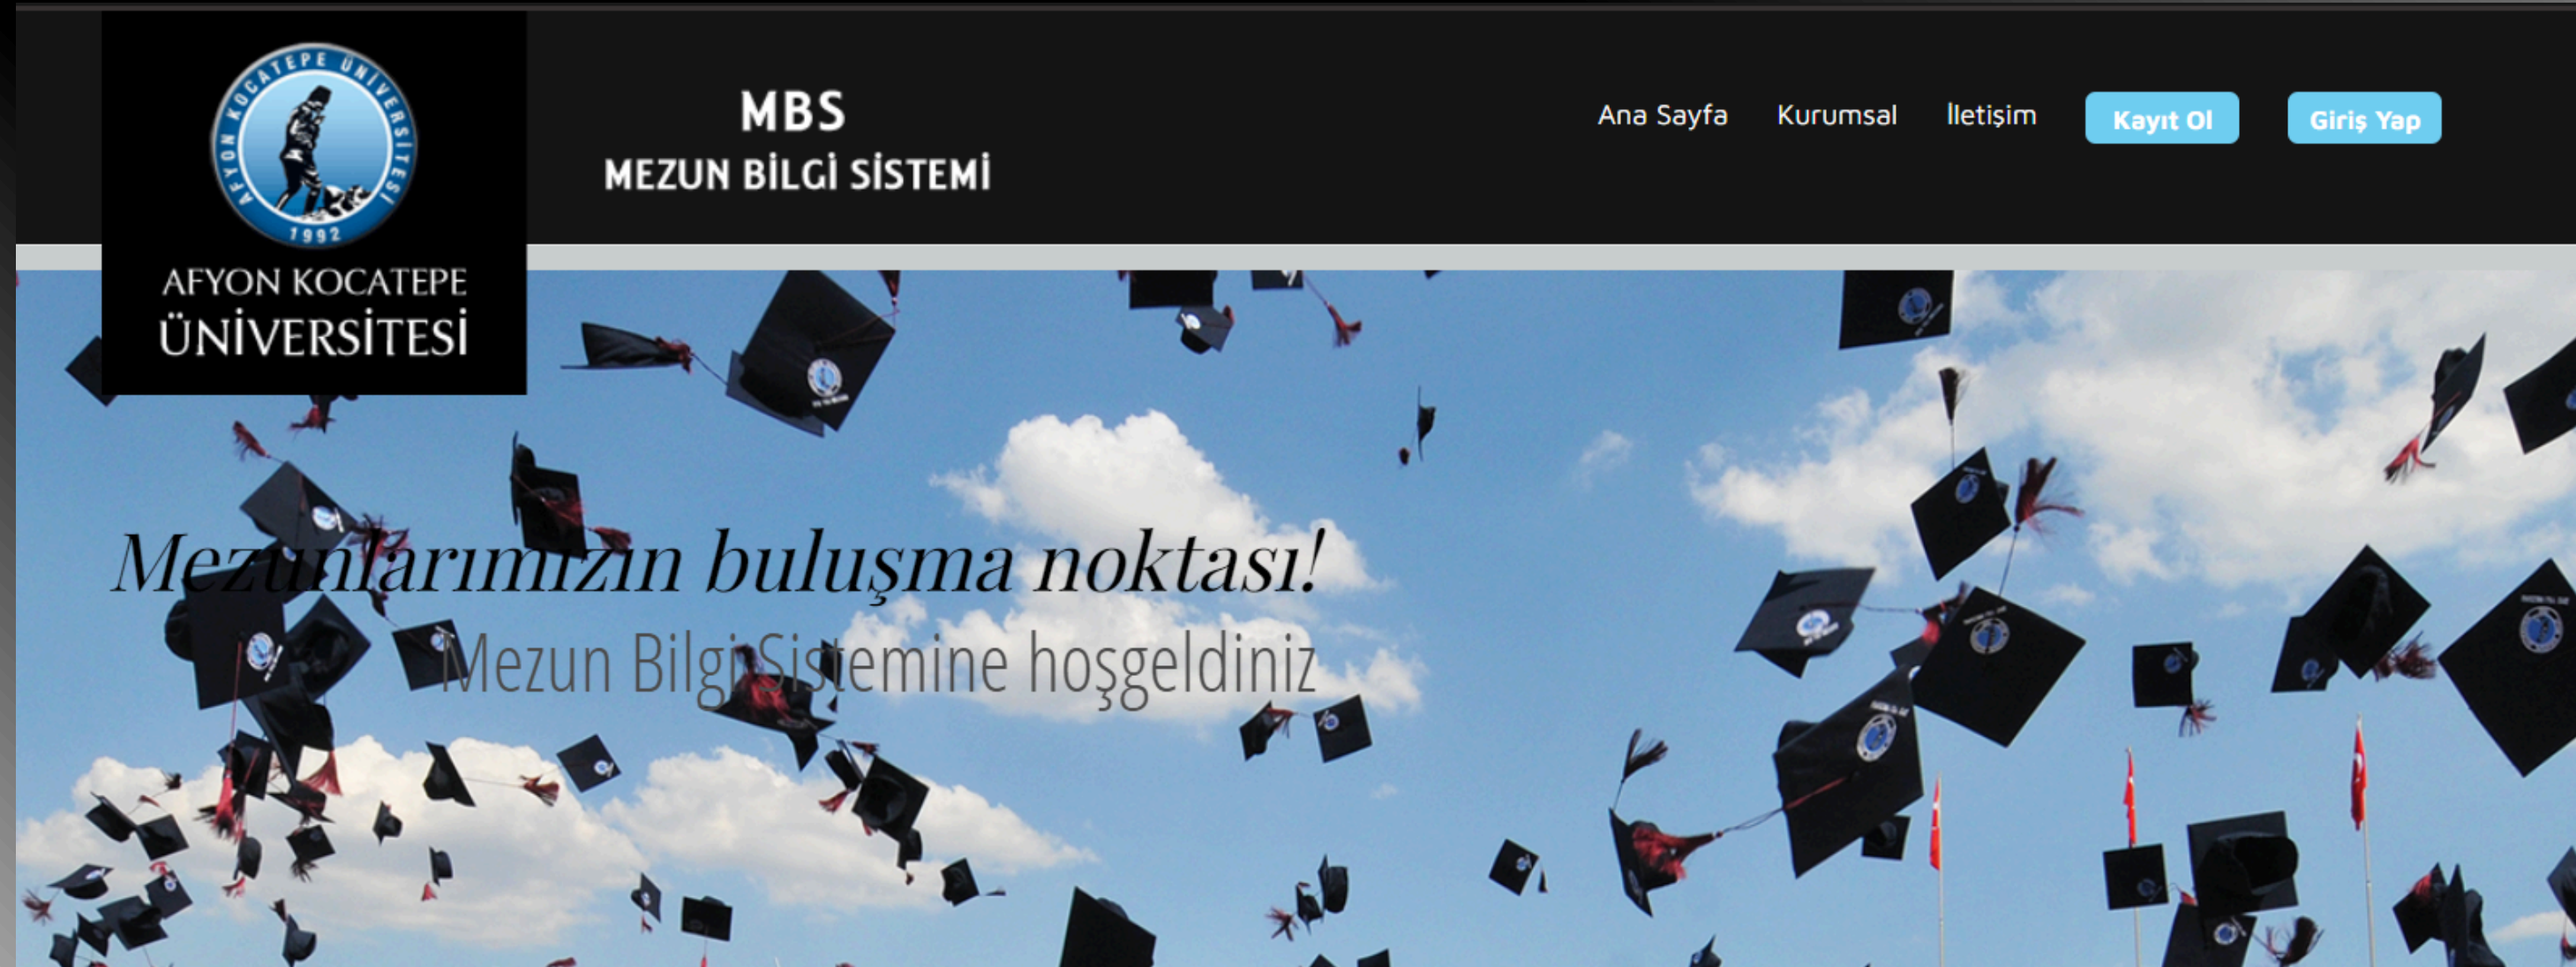 AFYON KOCATEPE ÜNİVERSİTESİ
1992
AFYON KOCATEPE
ÜNİVERSİTESİ
MBS
MEZUN BİLGİ SİSTEMİ
Ana Sayfa Kurumsal İletişim Kayıt Ol Giriş Yap
Mezunlarımızın buluşma noktası!
Mezun Bilgi Sistemine hoşgeldiniz